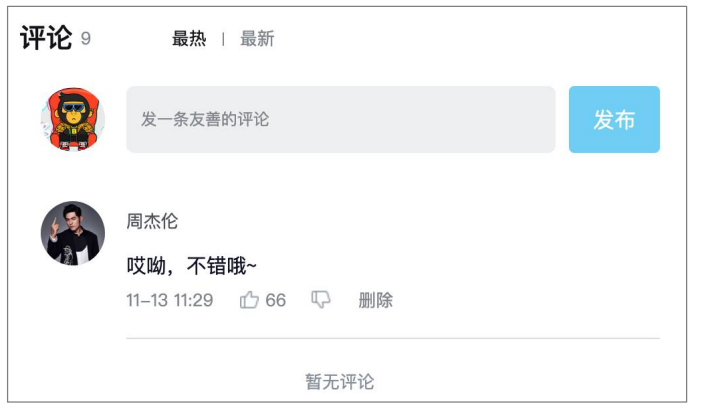 评论 9 最热 | 最新
发一条友善的评论 发布
周杰伦
哎呦，不错哦~
11-13 11:29 66 删除
暂无评论